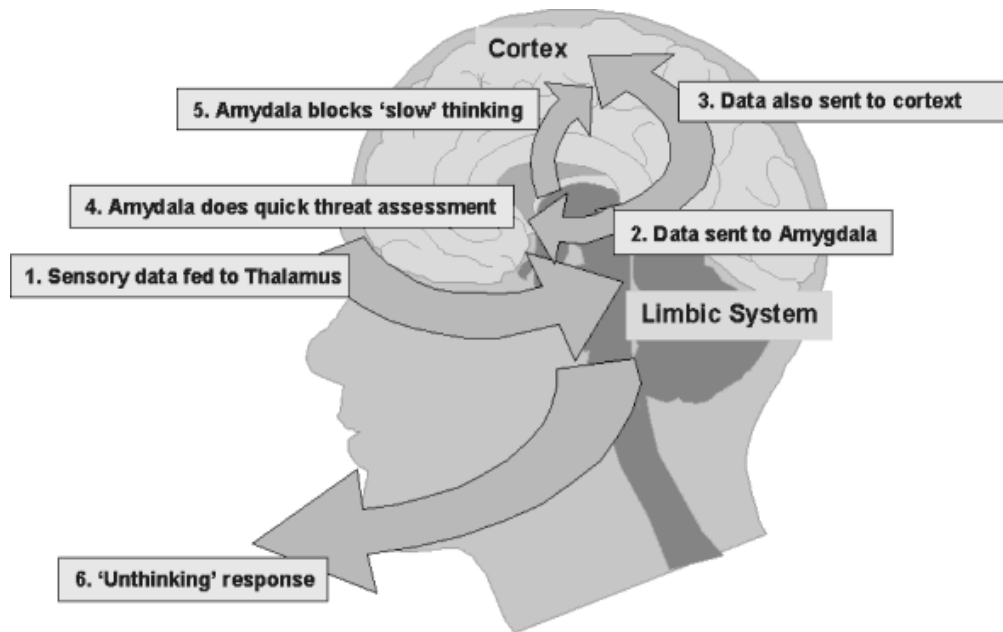 Cortex
5. Amydala blocks ‘slow’ thinking
3. Data also sent to cortext
4. Amydala does quick threat assessment
2. Data sent to Amygdala
1. Sensory data fed to Thalamus
Limbic System
6. ‘Unthinking’ response